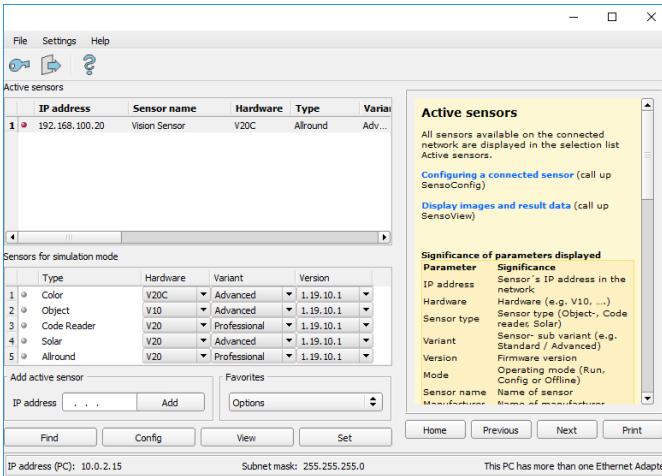 File Settings Help
Active sensors
IP address Sensor name Hardware Type Varia
1 192.168.100.20 Vision Sensor V20C Allround Adv...
Sensors for simulation mode
Type Hardware Variant Version
1 Color V20C Advanced 1.19.10.1
2 Object V10 Advanced 1.19.10.1
3 Code Reader V20 Professional 1.19.10.1
4 Solar V20 Advanced 1.19.10.1
5 Allround V20 Professional 1.19.10.1
Add active sensor
IP address . . . Add
Favorites
Options
Find Config View Set
Active sensors
All sensors available on the connected
network are displayed in the selection list
Active sensors.
Configuring a connected sensor (call up
SensoConfig)
Display images and result data (call up
SensoView)
Significance of parameters displayed
Parameter Significance
IP address Sensor´s IP address in the
network
Hardware Hardware (e.g. V10, ....)
Sensor type Sensor type (Object-, Code
reader, Solar)
Variant Sensor- sub variant (e.g.
Standard / Advanced)
Version Firmware version
Mode Operating mode (Run,
Config or Offline)
Sensor name Name of sensor
Manufacturer Name of manufacturer
Home Previous Next Print
IP address (PC): 10.0.2.15 Subnet mask: 255.255.255.0 This PC has more than one Ethernet Adapte